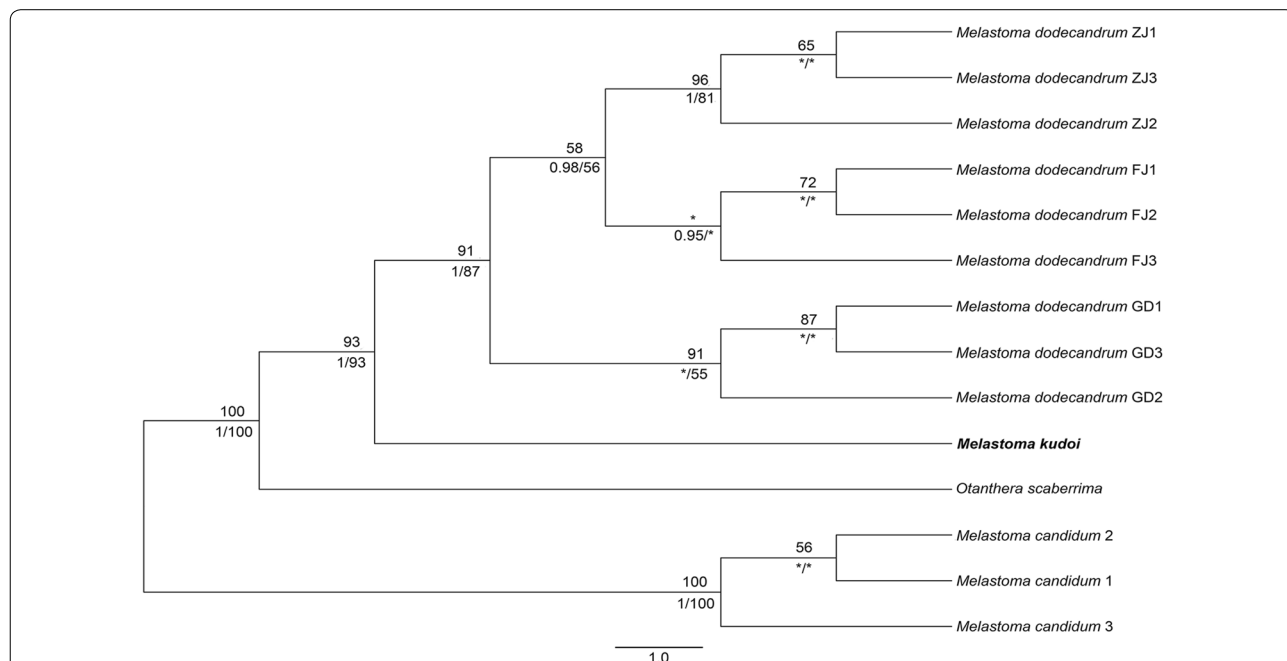 Melastoma dodecandrum ZJ1
65
*/*
Melastoma dodecandrum ZJ3
96
1/81
Melastoma dodecandrum ZJ2
58
0.98/56
Melastoma dodecandrum FJ1
72
*/*
Melastoma dodecandrum FJ2
*
0.95/*
Melastoma dodecandrum FJ3
91
1/87
Melastoma dodecandrum GD1
87
*/*
Melastoma dodecandrum GD3
93
1/93
91
*/55
Melastoma dodecandrum GD2
100
1/100
Melastoma kudoi
Otanthera scaberrima
Melastoma candidum 2
56
*/*
Melastoma candidum 1
100
1/100
Melastoma candidum 3
1.0